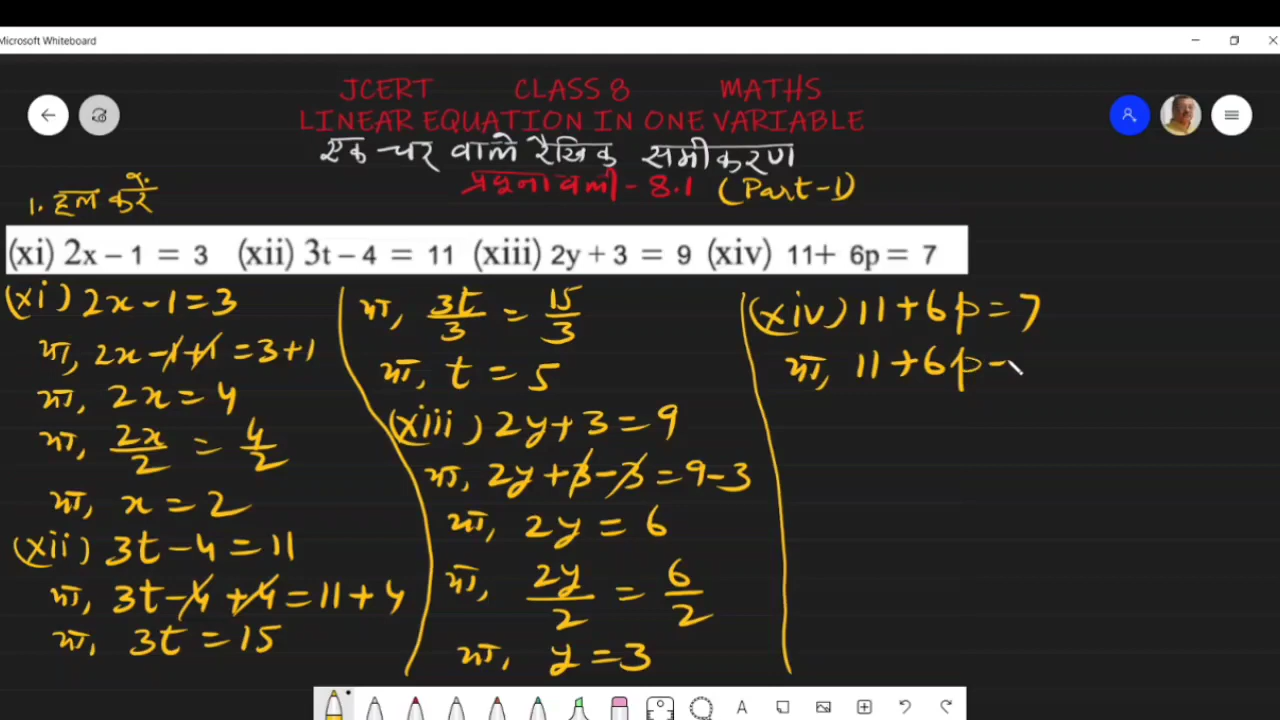 Microsoft Whiteboard
JCERT CLASS 8 MATHS
LINEAR EQUATION IN ONE VARIABLE
एक चर वाले रैखिक समीकरण
प्रश्नावली - 8.1 (Part-1)
1. हल करें
(xi) 2x – 1 = 3 (xii) 3t – 4 = 11 (xiii) 2y + 3 = 9 (xiv) 11+ 6p = 7
(xi) 2x-1=3
या, 2x-1+1=3+1
या, 2x=4
या, 2x/2 = 4/2
या, x=2
(xii) 3t-4=11
या, 3t-4+4=11+4
या, 3t=15
या, 3t/3 = 15/3
या, t = 5
(xiii) 2y+3=9
या, 2y+3-3=9-3
या, 2y=6
या, 2y/2 = 6/2
या, y=3
(xiv) 11+6p=7
या, 11+6p-